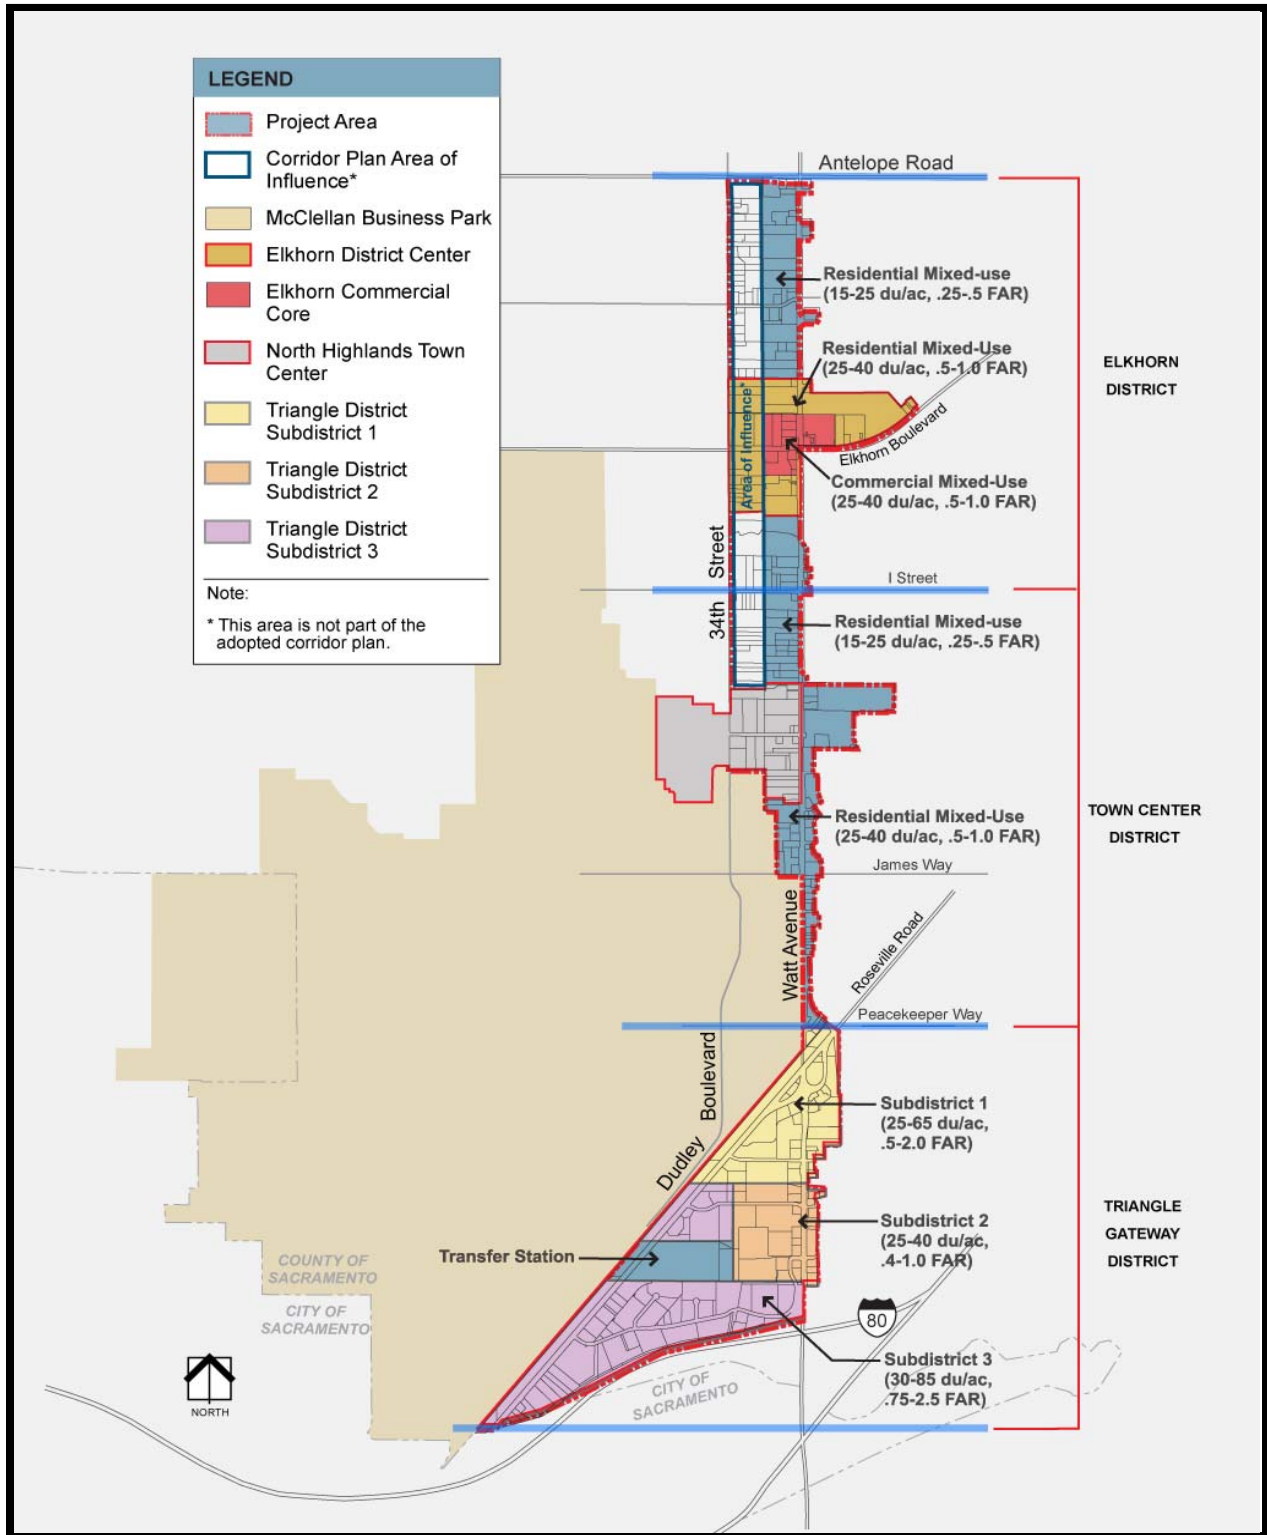 LEGEND
Project Area
Corridor Plan Area of
Influence*
McClellan Business Park
Elkhorn District Center
Elkhorn Commercial
Core
North Highlands Town
Center
Triangle District
Subdistrict 1
Triangle District
Subdistrict 2
Triangle District
Subdistrict 3
Note:
* This area is not part of the
adopted corridor plan.
Antelope Road
Residential Mixed-use
(15-25 du/ac, .25-.5 FAR)
Residential Mixed-Use
(25-40 du/ac, .5-1.0 FAR)
ELKHORN
DISTRICT
Area of Influence*
Elkhorn Boulevard
Commercial Mixed-Use
(25-40 du/ac, .5-1.0 FAR)
34th Street
I Street
Residential Mixed-use
(15-25 du/ac, .25-.5 FAR)
Residential Mixed-Use
(25-40 du/ac, .5-1.0 FAR)
TOWN CENTER
DISTRICT
James Way
Watt Avenue
Roseville Road
Peacekeeper Way
Dudley Boulevard
Subdistrict 1
(25-65 du/ac,
.5-2.0 FAR)
Subdistrict 2
(25-40 du/ac,
.4-1.0 FAR)
TRIANGLE
GATEWAY
DISTRICT
Transfer Station
COUNTY OF
SACRAMENTO
CITY OF
SACRAMENTO
80
Subdistrict 3
(30-85 du/ac,
.75-2.5 FAR)
CITY OF
SACRAMENTO
NORTH